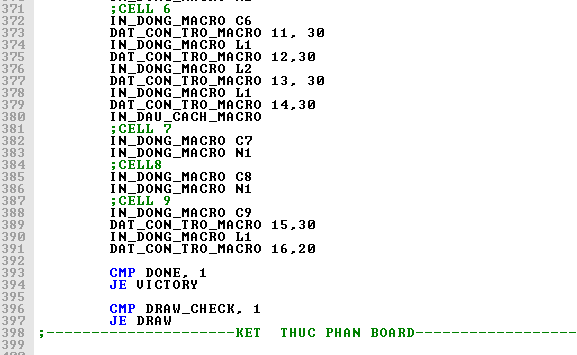 371 ;CELL 6
372 IN_DONG_MACRO C6
373 DAT_CON_TRO_MACRO 11, 30
374 IN_DONG_MACRO L1
375 DAT_CON_TRO_MACRO 12,30
376 IN_DONG_MACRO L2
377 DAT_CON_TRO_MACRO 13, 30
378 IN_DONG_MACRO L1
379 DAT_CON_TRO_MACRO 14,30
380 IN_DAU_CACH_MACRO
381 ;CELL 7
382 IN_DONG_MACRO C7
383 IN_DONG_MACRO N1
384 ;CELL8
385 IN_DONG_MACRO C8
386 IN_DONG_MACRO N1
387 ;CELL 9
388 IN_DONG_MACRO C9
389 DAT_CON_TRO_MACRO 15,30
390 IN_DONG_MACRO L1
391 DAT_CON_TRO_MACRO 16,20
392
393 CMP DONE, 1
394 JE VICTORY
395
396 CMP DRAW_CHECK, 1
397 JE DRAW
398 ;---------------------KET  THUC PHAN BOARD------------------
399